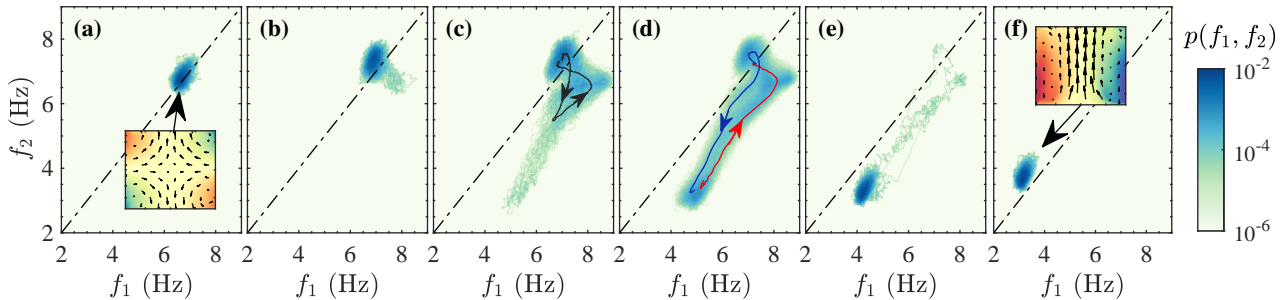 (a) (b) (c) (d) (e) (f)
p(f₁, f₂)
10⁻²
10⁻⁴
10⁻⁶
f₂ (Hz)
8
6
4
2
2 4 6 8 2 4 6 8 2 4 6 8 2 4 6 8 2 4 6 8 2 4 6 8
f₁ (Hz) f₁ (Hz) f₁ (Hz) f₁ (Hz) f₁ (Hz) f₁ (Hz)